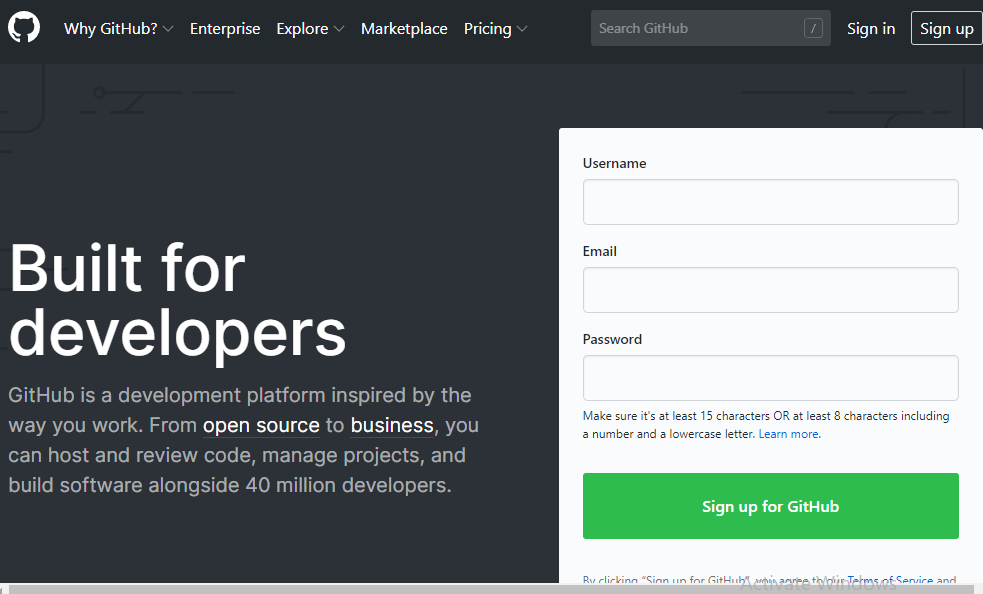 Why GitHub? Enterprise Explore Marketplace Pricing Search GitHub / Sign in Sign up
Built for
developers
GitHub is a development platform inspired by the
way you work. From open source to business, you
can host and review code, manage projects, and
build software alongside 40 million developers.
Username
Email
Password
Make sure it's at least 15 characters OR at least 8 characters including
a number and a lowercase letter. Learn more.
Sign up for GitHub
By clicking “Sign up for GitHub”, you agree to our Terms of Service and
Activate Windows